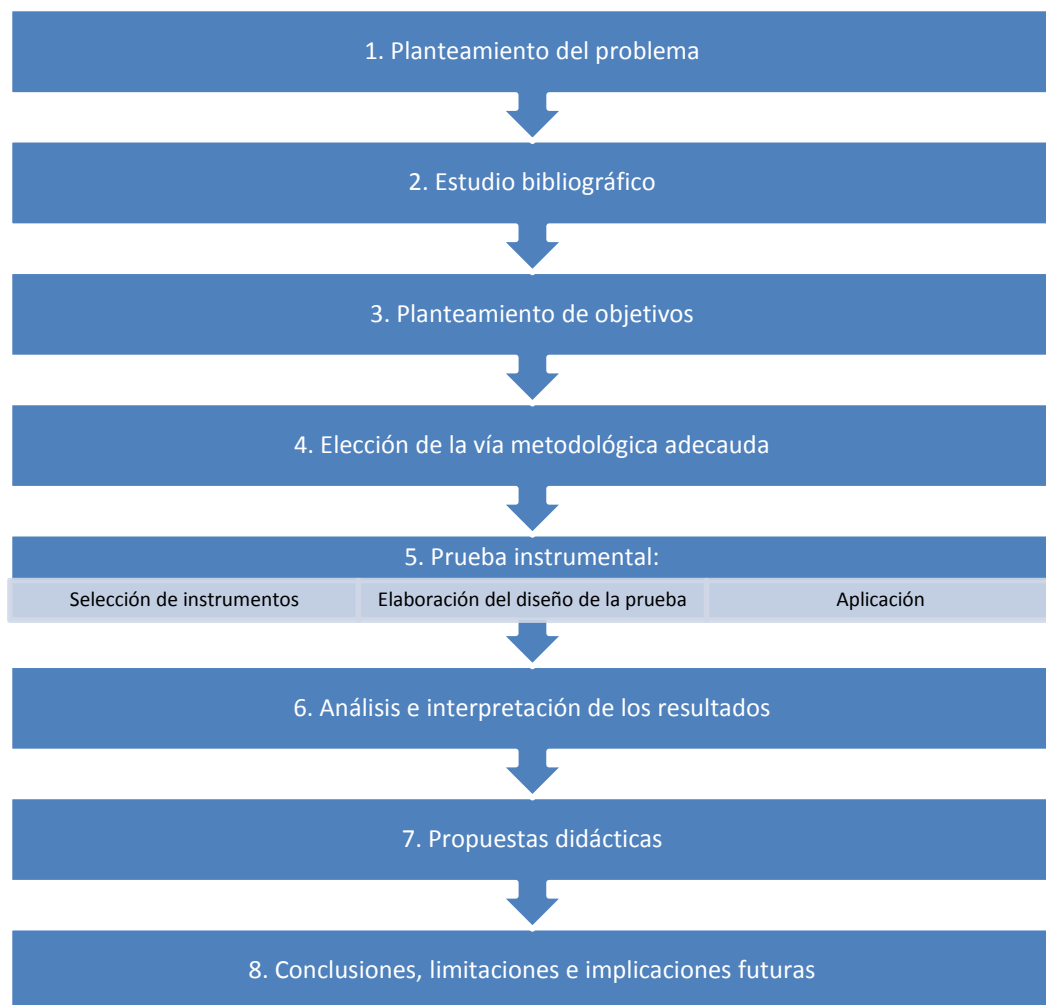 1. Planteamiento del problema
2. Estudio bibliográfico
3. Planteamiento de objetivos
4. Elección de la vía metodológica adecauda
5. Prueba instrumental:
Selección de instrumentos
Elaboración del diseño de la prueba
Aplicación
6. Análisis e interpretación de los resultados
7. Propuestas didácticas
8. Conclusiones, limitaciones e implicaciones futuras